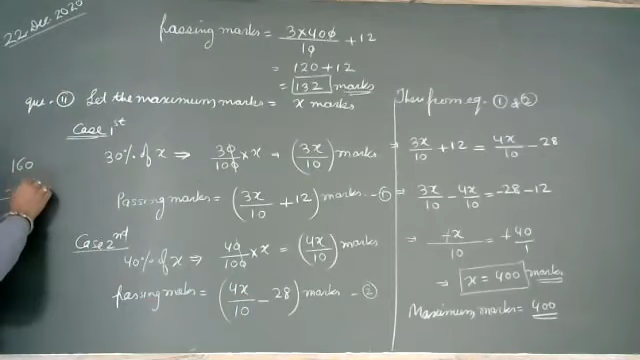 22, Dec. 2020
passing marks = 3×400/10 + 12
= 120 + 12
= 132 marks
que. 11 Let the maximum marks = x marks
Case 1st
30% of x ⇒ 30/100 × x = (3x/10) marks
Passing marks = (3x/10 + 12) marks - ①
Case 2nd
40% of x ⇒ 40/100 × x = (4x/10) marks
passing marks = (4x/10 - 28) marks - ②
160
Then from eq. ① & ②
⇒ 3x/10 + 12 = 4x/10 - 28
⇒ 3x/10 - 4x/10 = -28 - 12
⇒ +x/10 = +40/1
⇒ x = 400 marks
Maximum marks = 400